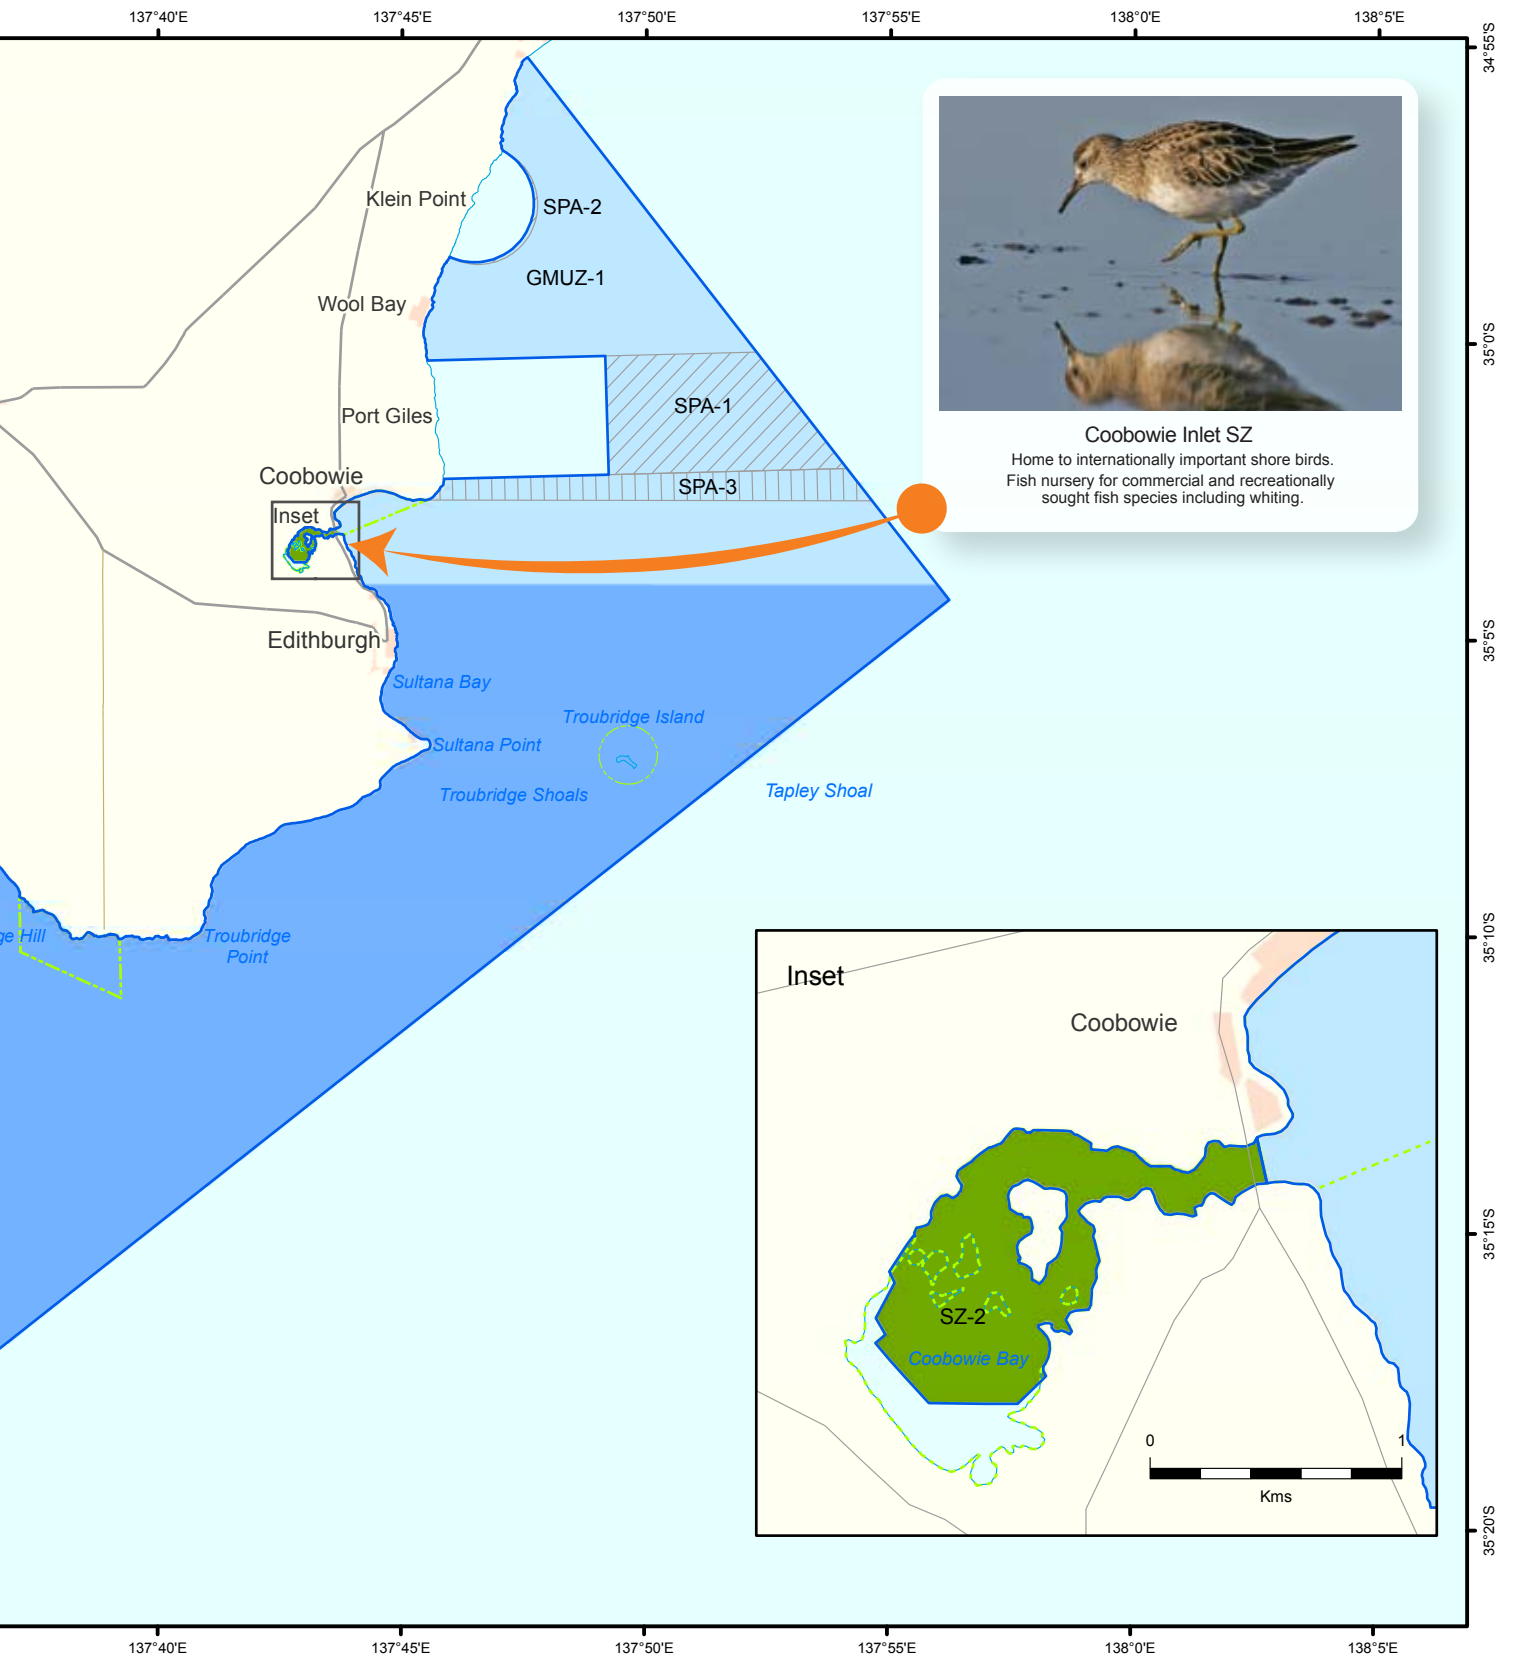 137°40'E
137°45'E
137°50'E
137°55'E
138°0'E
138°5'E
34°55'S
Klein Point
SPA-2
GMUZ-1
Wool Bay
35°0'S
Port Giles
SPA-1
Coobowie Inlet SZ
Home to internationally important shore birds.
Fish nursery for commercial and recreationally
sought fish species including whiting.
Coobowie
SPA-3
Inset
Edithburgh
35°5'S
Sultana Bay
Troubridge Island
Sultana Point
Troubridge Shoals
Tapley Shoal
Hill
Troubridge
Point
35°10'S
Inset
Coobowie
35°15'S
SZ-2
Coobowie Bay
0
1
Kms
35°20'S
137°40'E
137°45'E
137°50'E
137°55'E
138°0'E
138°5'E